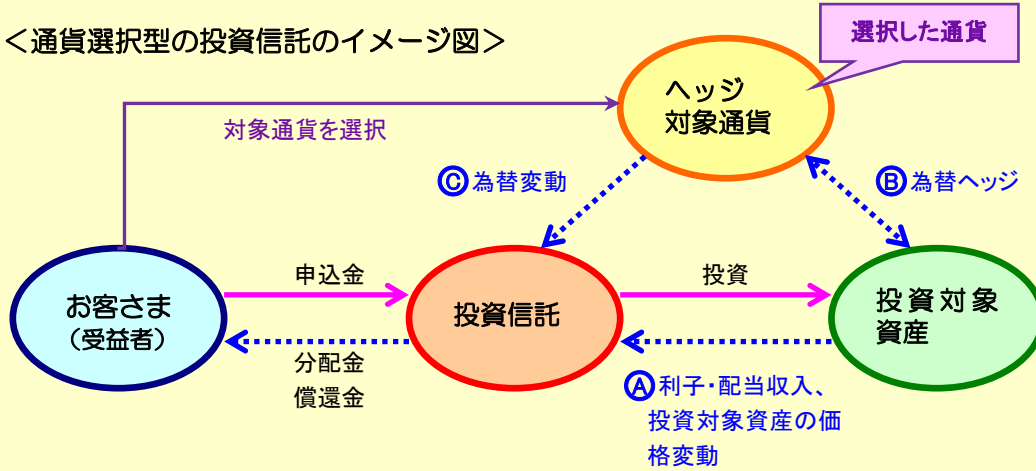 ＜通貨選択型の投資信託のイメージ図＞
選択した通貨
ヘッジ
対象通貨
対象通貨を選択
Ⓒ為替変動
Ⓑ為替ヘッジ
お客さま
（受益者）
申込金
投資信託
投資
投資対象
資産
分配金
償還金
Ⓐ利子・配当収入、
投資対象資産の価
格変動